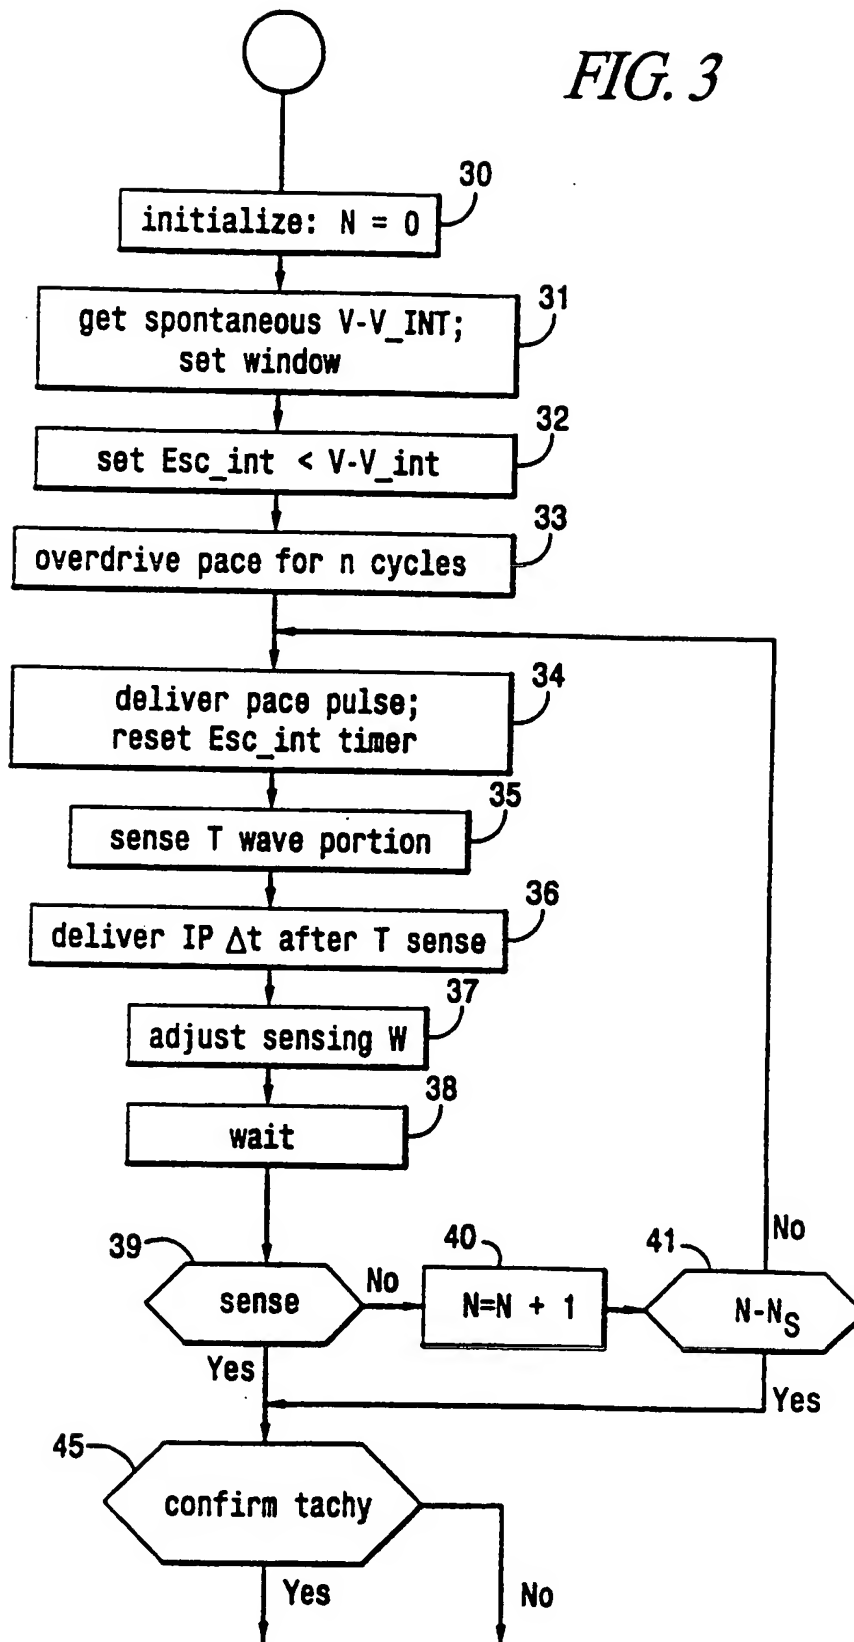 FIG. 3
30
initialize: N = 0
31
get spontaneous V-V_INT;
set window
32
set Esc_int < V-V_int
33
overdrive pace for n cycles
34
deliver pace pulse;
reset Esc_int timer
35
sense T wave portion
36
deliver IP Δt after T sense
37
adjust sensing W
38
wait
39
sense
No
Yes
40
N=N + 1
41
N-NS
No
Yes
45
confirm tachy
Yes
No